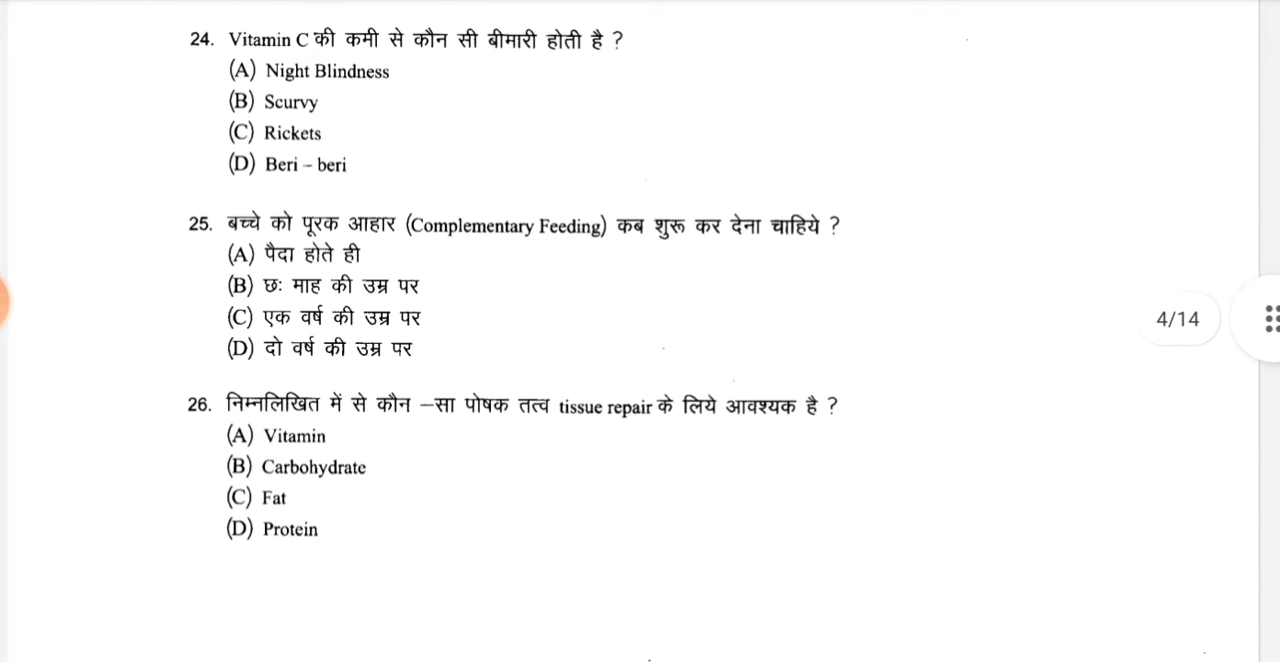 24. Vitamin C की कमी से कौन सी बीमारी होती है ?
(A) Night Blindness
(B) Scurvy
(C) Rickets
(D) Beri – beri
25. बच्चे को पूरक आहार (Complementary Feeding) कब शुरू कर देना चाहिये ?
(A) पैदा होते ही
(B) छः माह की उम्र पर
(C) एक वर्ष की उम्र पर
(D) दो वर्ष की उम्र पर
4/14
26. निम्नलिखित में से कौन –सा पोषक तत्व tissue repair के लिये आवश्यक है ?
(A) Vitamin
(B) Carbohydrate
(C) Fat
(D) Protein